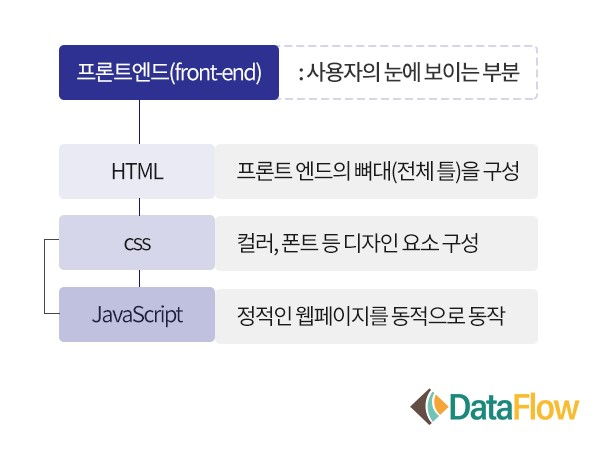 프론트엔드(front-end) : 사용자의 눈에 보이는 부분
HTML 프론트 엔드의 뼈대(전체 틀)을 구성
css 컬러, 폰트 등 디자인 요소 구성
JavaScript 정적인 웹페이지를 동적으로 동작
DataFlow